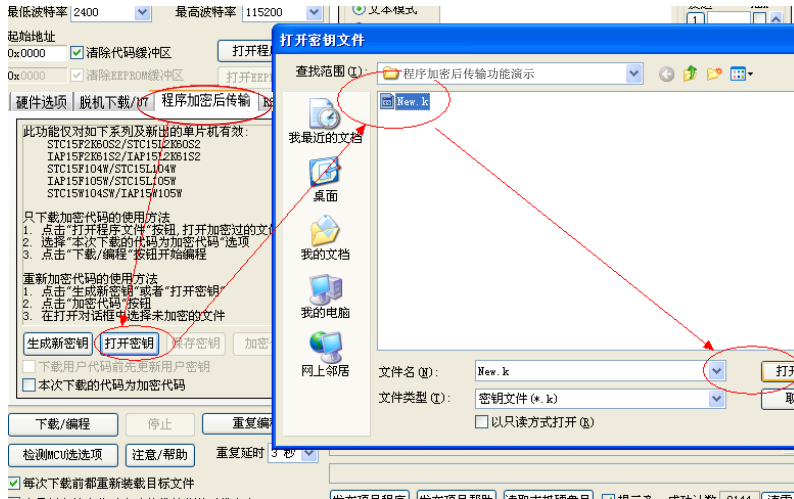 最低波特率 2400 最高波特率 115200
文本模式
起始地址
0x0000 清除代码缓冲区 打开程
0x0000 清除EEPROM缓冲区 打开EEP
硬件选项 脱机下载/U7 程序加密后传输
此功能仅对如下系列及新出的单片机有效:
STC15F2K60S2/STC15L2K60S2
IAP15F2K61S2/IAP15L2K61S2
STC15F104W/STC15L104W
IAP15F105W/STC15L105W
STC15W104SW/IAP15W105W
只下载加密代码的使用方法
1. 点击"打开程序文件"按钮,打开加密过的文件
2. 选择"本次下载的代码为加密代码"选项
3. 点击"下载/编程"按钮开始编程
重新加密代码的使用方法
1. 点击"生成新密钥"或者"打开密钥"
2. 点击"加密代码"按钮
3. 在打开对话框中选择未加密的文件
生成新密钥 打开密钥 保存密钥 加密
下载用户代码前先更新用户密钥
本次下载的代码为加密代码
下载/编程 停止 重复编
检测MCU选选项 注意/帮助 重复延时 3 秒
每次下载前都重新装载目标文件
打开密钥文件
查找范围(I): 程序加密后传输功能演示
New.k
我最近的文档
桌面
我的文档
我的电脑
网上邻居
文件名(N): New.k 打开
文件类型(T): 密钥文件(*.k) 取
以只读方式打开(R)
发布项目程序 发布项目帮助 读取本机硬盘号 提示音 成功计数 清零